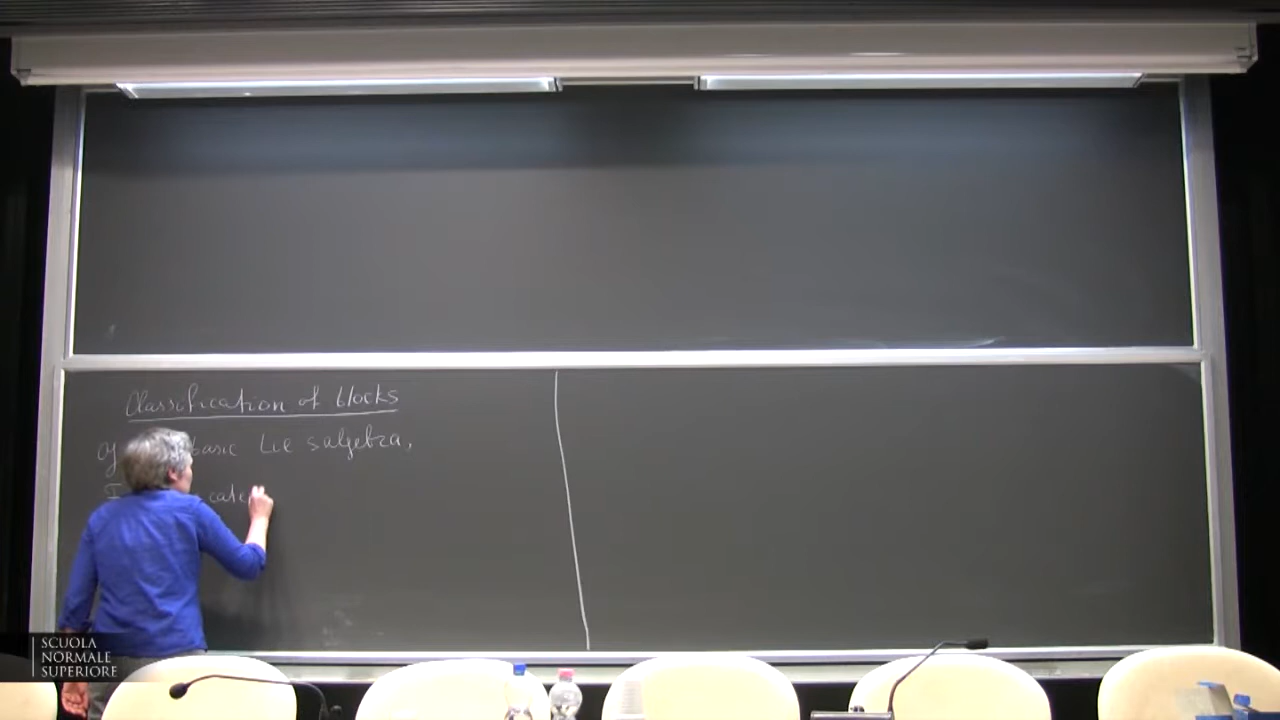 Classification of blocks
basic Lie salgebra,
cate
SCUOLA
NORMALE
SUPERIORE